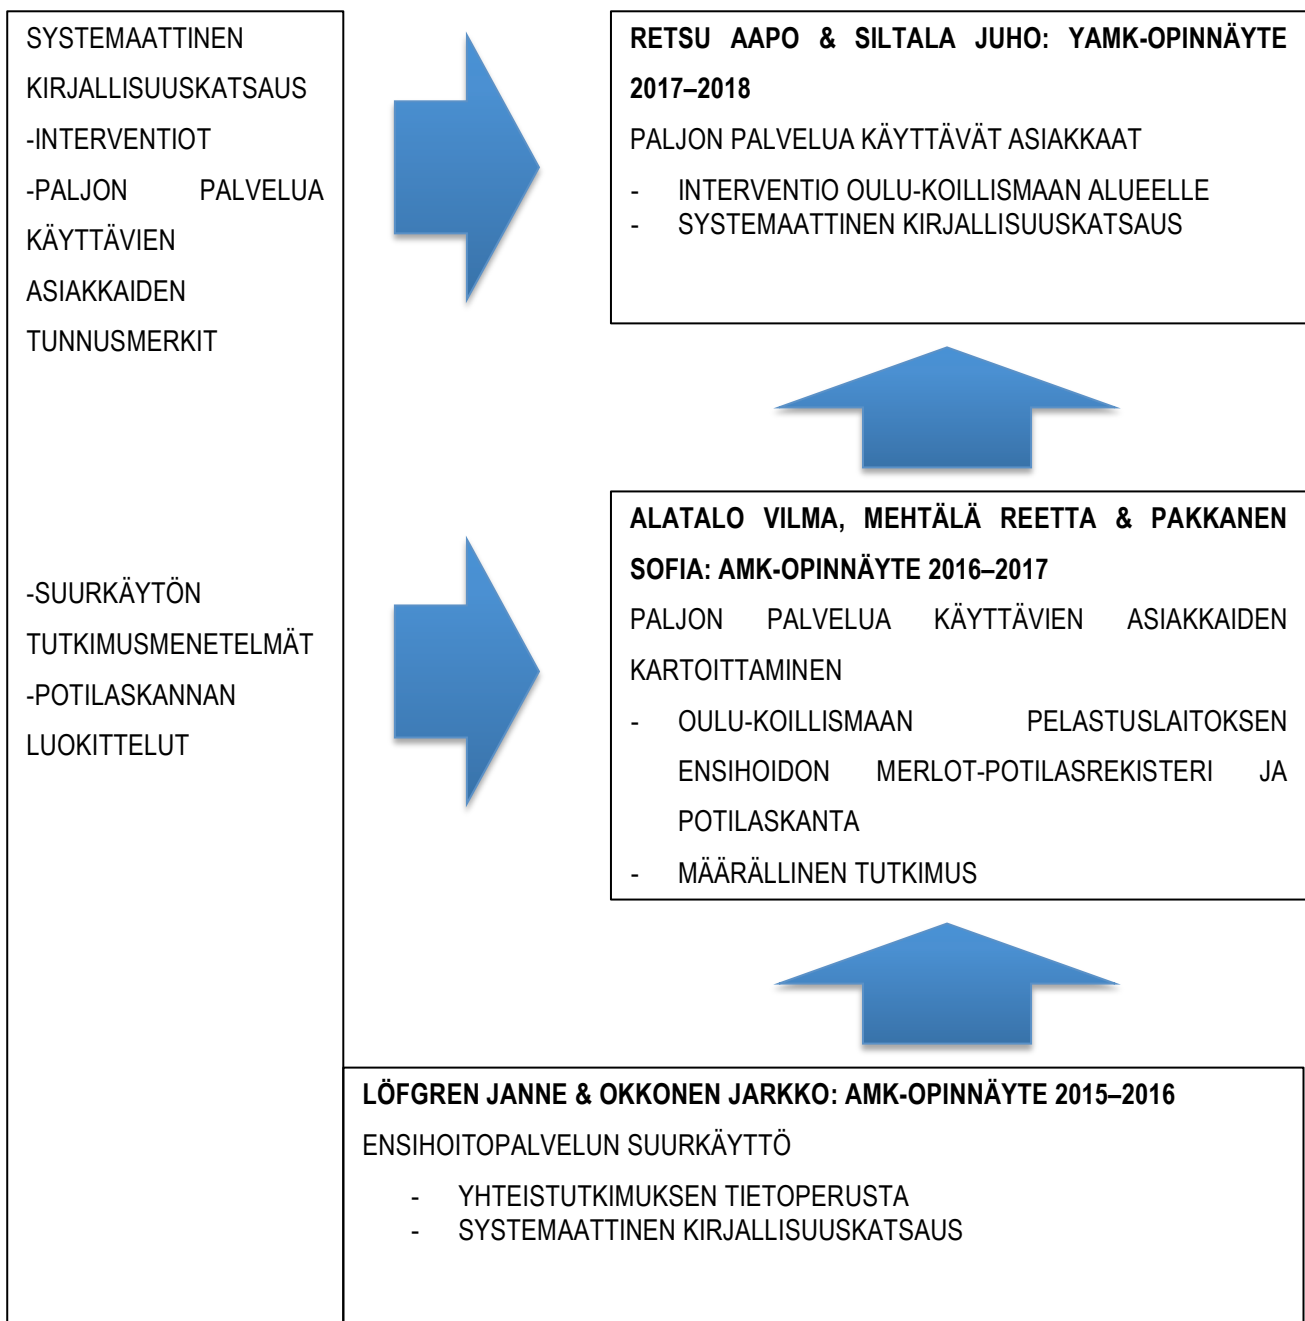 SYSTEMAATTINEN
KIRJALLISUUSKATSAUS
-INTERVENTIOT
-PALJON PALVELUA
KÄYTTÄVIEN
ASIAKKAIDEN
TUNNUSMERKIT
-SUURKÄYTÖN
TUTKIMUSMENETELMÄT
-POTILASKANNAN
LUOKITTELUT
RETSU AAPO & SILTALA JUHO: YAMK-OPINNÄYTE
2017–2018
PALJON PALVELUA KÄYTTÄVÄT ASIAKKAAT
- INTERVENTIO OULU-KOILLISMAAN ALUEELLE
- SYSTEMAATTINEN KIRJALLISUUSKATSAUS
ALATALO VILMA, MEHTÄLÄ REETTA & PAKKANEN
SOFIA: AMK-OPINNÄYTE 2016–2017
PALJON PALVELUA KÄYTTÄVIEN ASIAKKAIDEN
KARTOITTAMINEN
- OULU-KOILLISMAAN PELASTUSLAITOKSEN
ENSIHOIDON MERLOT-POTILASREKISTERI JA
POTILASKANTA
- MÄÄRÄLLINEN TUTKIMUS
LÖFGREN JANNE & OKKONEN JARKKO: AMK-OPINNÄYTE 2015–2016
ENSIHOITOPALVELUN SUURKÄYTTÖ
- YHTEISTUTKIMUKSEN TIETOPERUSTA
- SYSTEMAATTINEN KIRJALLISUUSKATSAUS